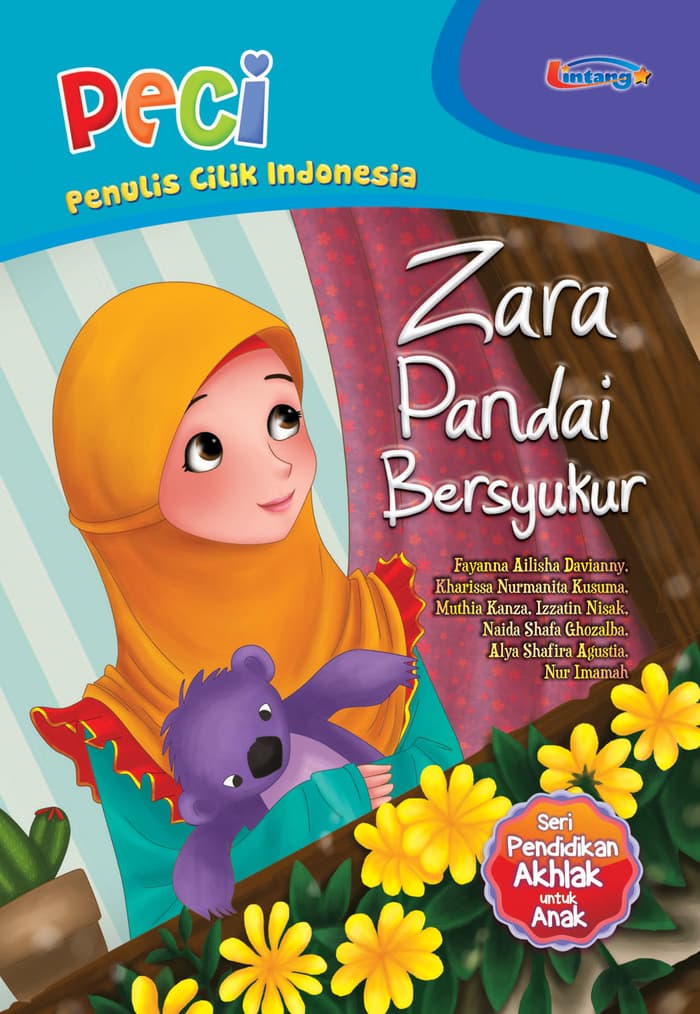 Peci
Penulis Cilik Indonesia
Lintang
Zara
Pandai
Bersyukur
Fayanna Ailisha Davianny,
Kharissa Nurmanita Kusuma,
Muthia Kanza, Izzatin Nisak,
Naida Shafa Ghozalba,
Alya Shafira Agustia,
Nur Imamah
Seri
Pendidikan
Akhlak
untuk
Anak